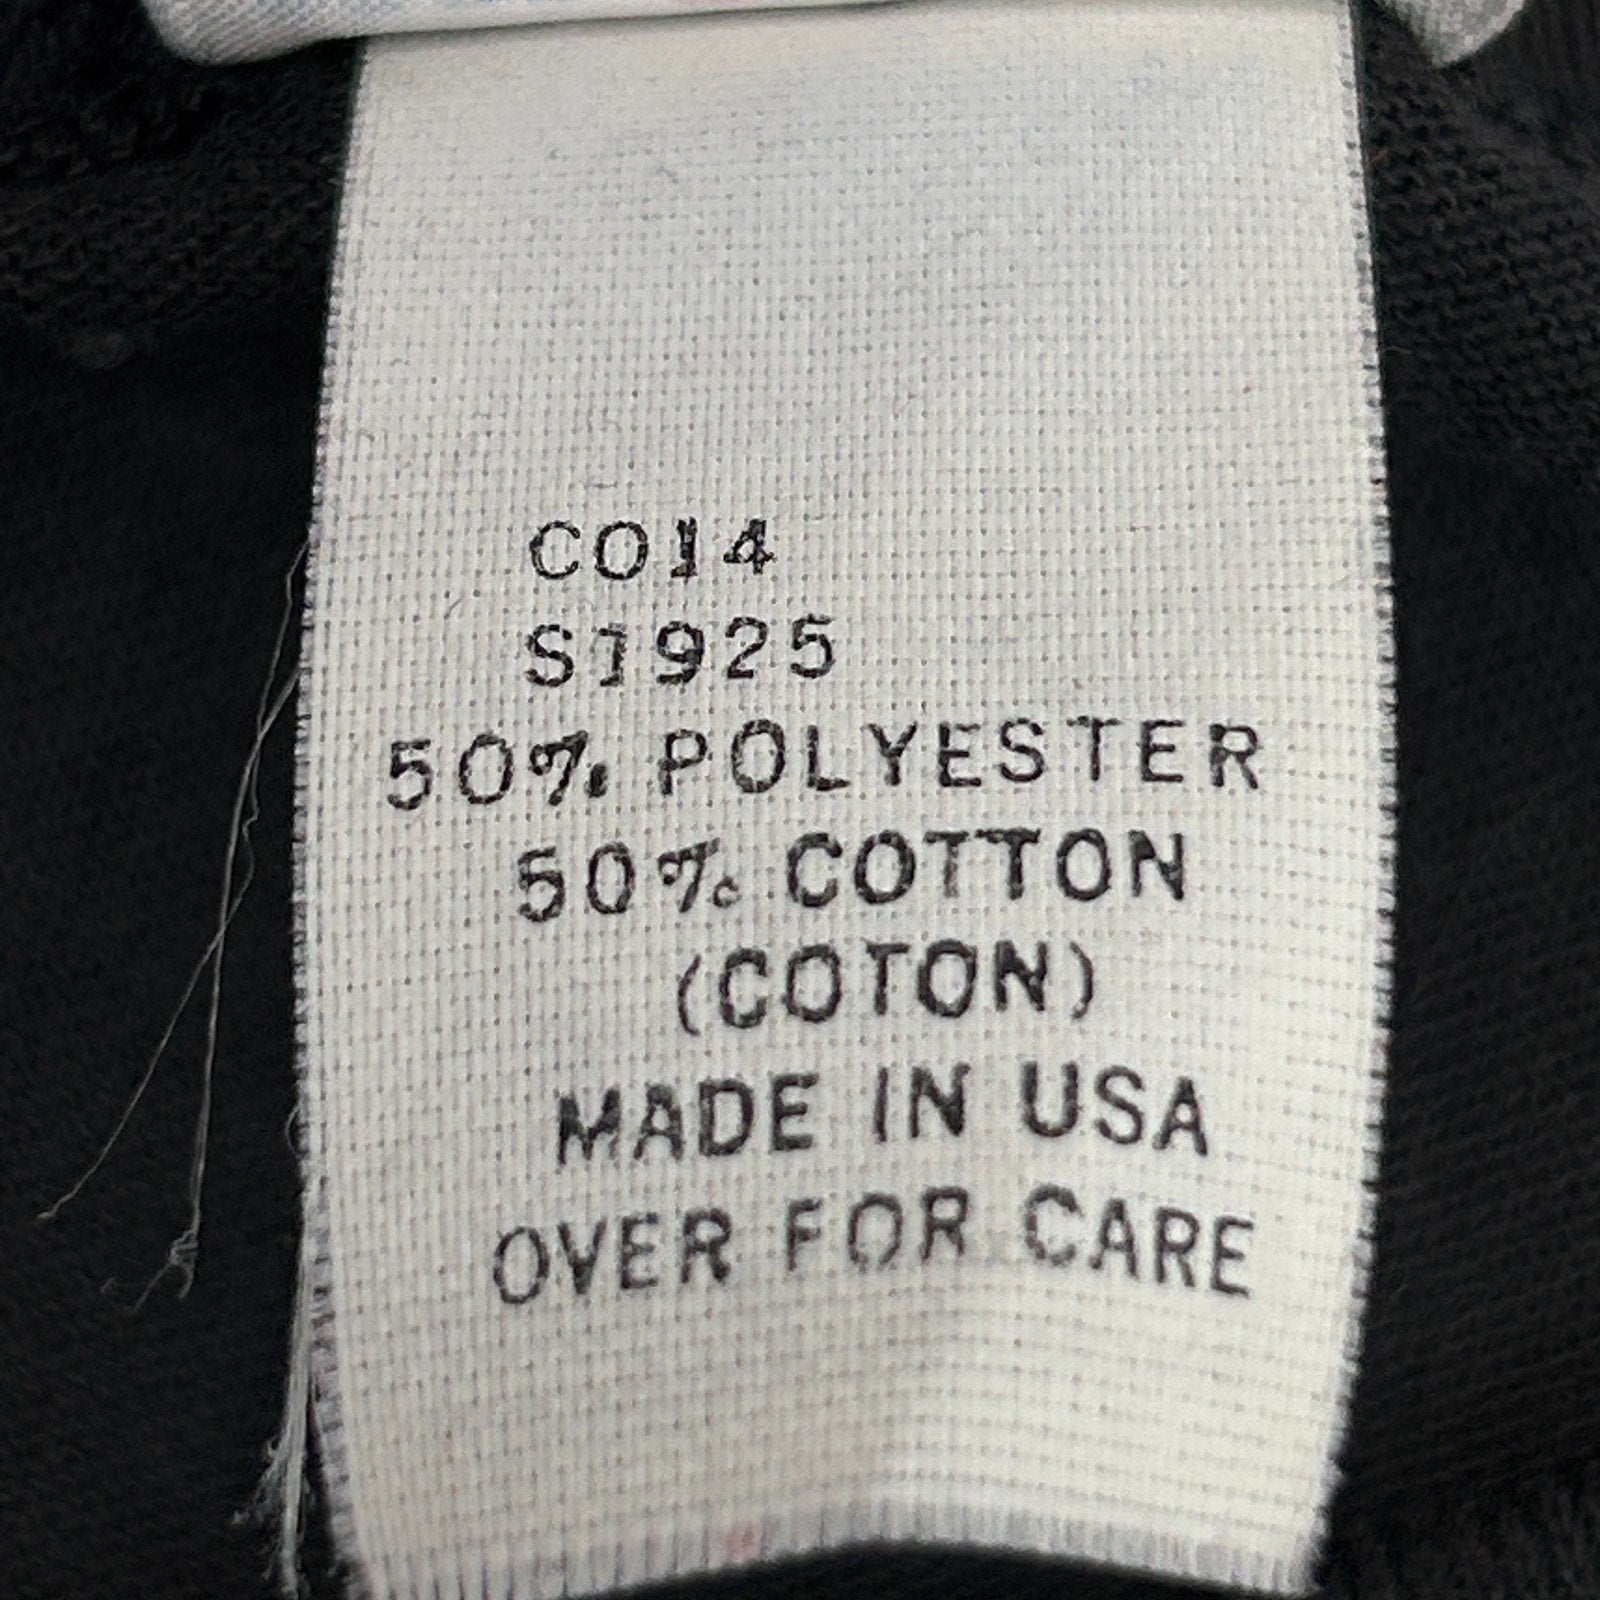 CO14
S1925
50% POLYESTER
50% COTTON
(COTON)
MADE IN USA
OVER FOR CARE